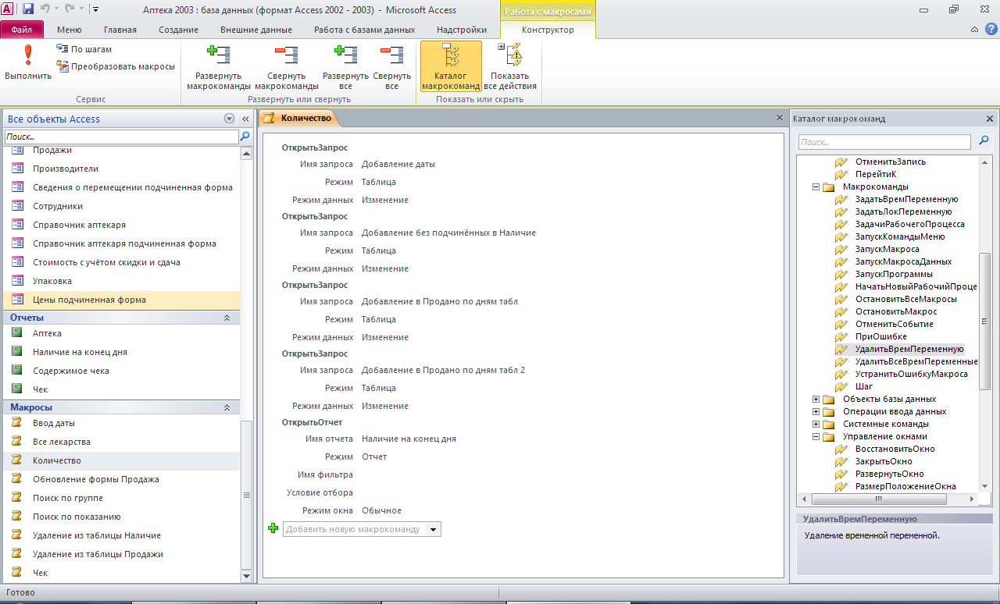 Аптека 2003 : база данных (формат Access 2002 - 2003) - Microsoft Access
Работа с макросами
Файл
Меню
Главная
Создание
Внешние данные
Работа с базами данных
Надстройки
Конструктор
Выполнить
По шагам
Преобразовать макросы
Сервис
Развернуть макрокоманды
Свернуть макрокоманды
Развернуть все
Свернуть все
Развернуть или свернуть
Каталог макрокоманд
Показать все действия
Показать или скрыть
Все объекты Access
Поиск...
Продажи
Производители
Сведения о перемещении подчиненная форма
Сотрудники
Справочник аптекаря
Справочник аптекаря подчиненная форма
Стоимость с учётом скидки и сдача
Упаковка
Цены подчиненная форма
Отчеты
Аптека
Наличие на конец дня
Содержимое чека
Чек
Макросы
Ввод даты
Все лекарства
Количество
Обновление формы Продажа
Поиск по группе
Поиск по показанию
Удаление из таблицы Наличие
Удаление из таблицы Продажи
Чек
Количество
ОткрытьЗапрос
Имя запроса Добавление даты
Режим Таблица
Режим данных Изменение
ОткрытьЗапрос
Имя запроса Добавление без подчинённых в Наличие
Режим Таблица
Режим данных Изменение
ОткрытьЗапрос
Имя запроса Добавление в Продано по дням табл
Режим Таблица
Режим данных Изменение
ОткрытьЗапрос
Имя запроса Добавление в Продано по дням табл 2
Режим Таблица
Режим данных Изменение
ОткрытьОтчет
Имя отчета Наличие на конец дня
Режим Отчет
Имя фильтра
Условие отбора
Режим окна Обычное
Добавить новую макрокоманду
Каталог макрокоманд
Поиск...
ОтменитьЗапись
ПерейтиК
Макрокоманды
ЗадатьВремПеременную
ЗадатьЛокПеременную
ЗадачиРабочегоПроцесса
ЗапускКомандыМеню
ЗапускМакроса
ЗапускМакросаДанных
ЗапускПрограммы
НачатьНовыйРабочийПроце
ОстановитьВсеМакросы
ОстановитьМакрос
ОтменитьСобытие
ПриОшибке
УдалитьВремПеременную
УдалитьВсеВремПеременные
УстранитьОшибкуМакроса
Шаг
Объекты базы данных
Операции ввода данных
Системные команды
Управление окнами
ВосстановитьОкно
ЗакрытьОкно
РазвернутьОкно
РазмерПоложениеОкна
УдалитьВремПеременную
Удаление временной переменной.
Готово